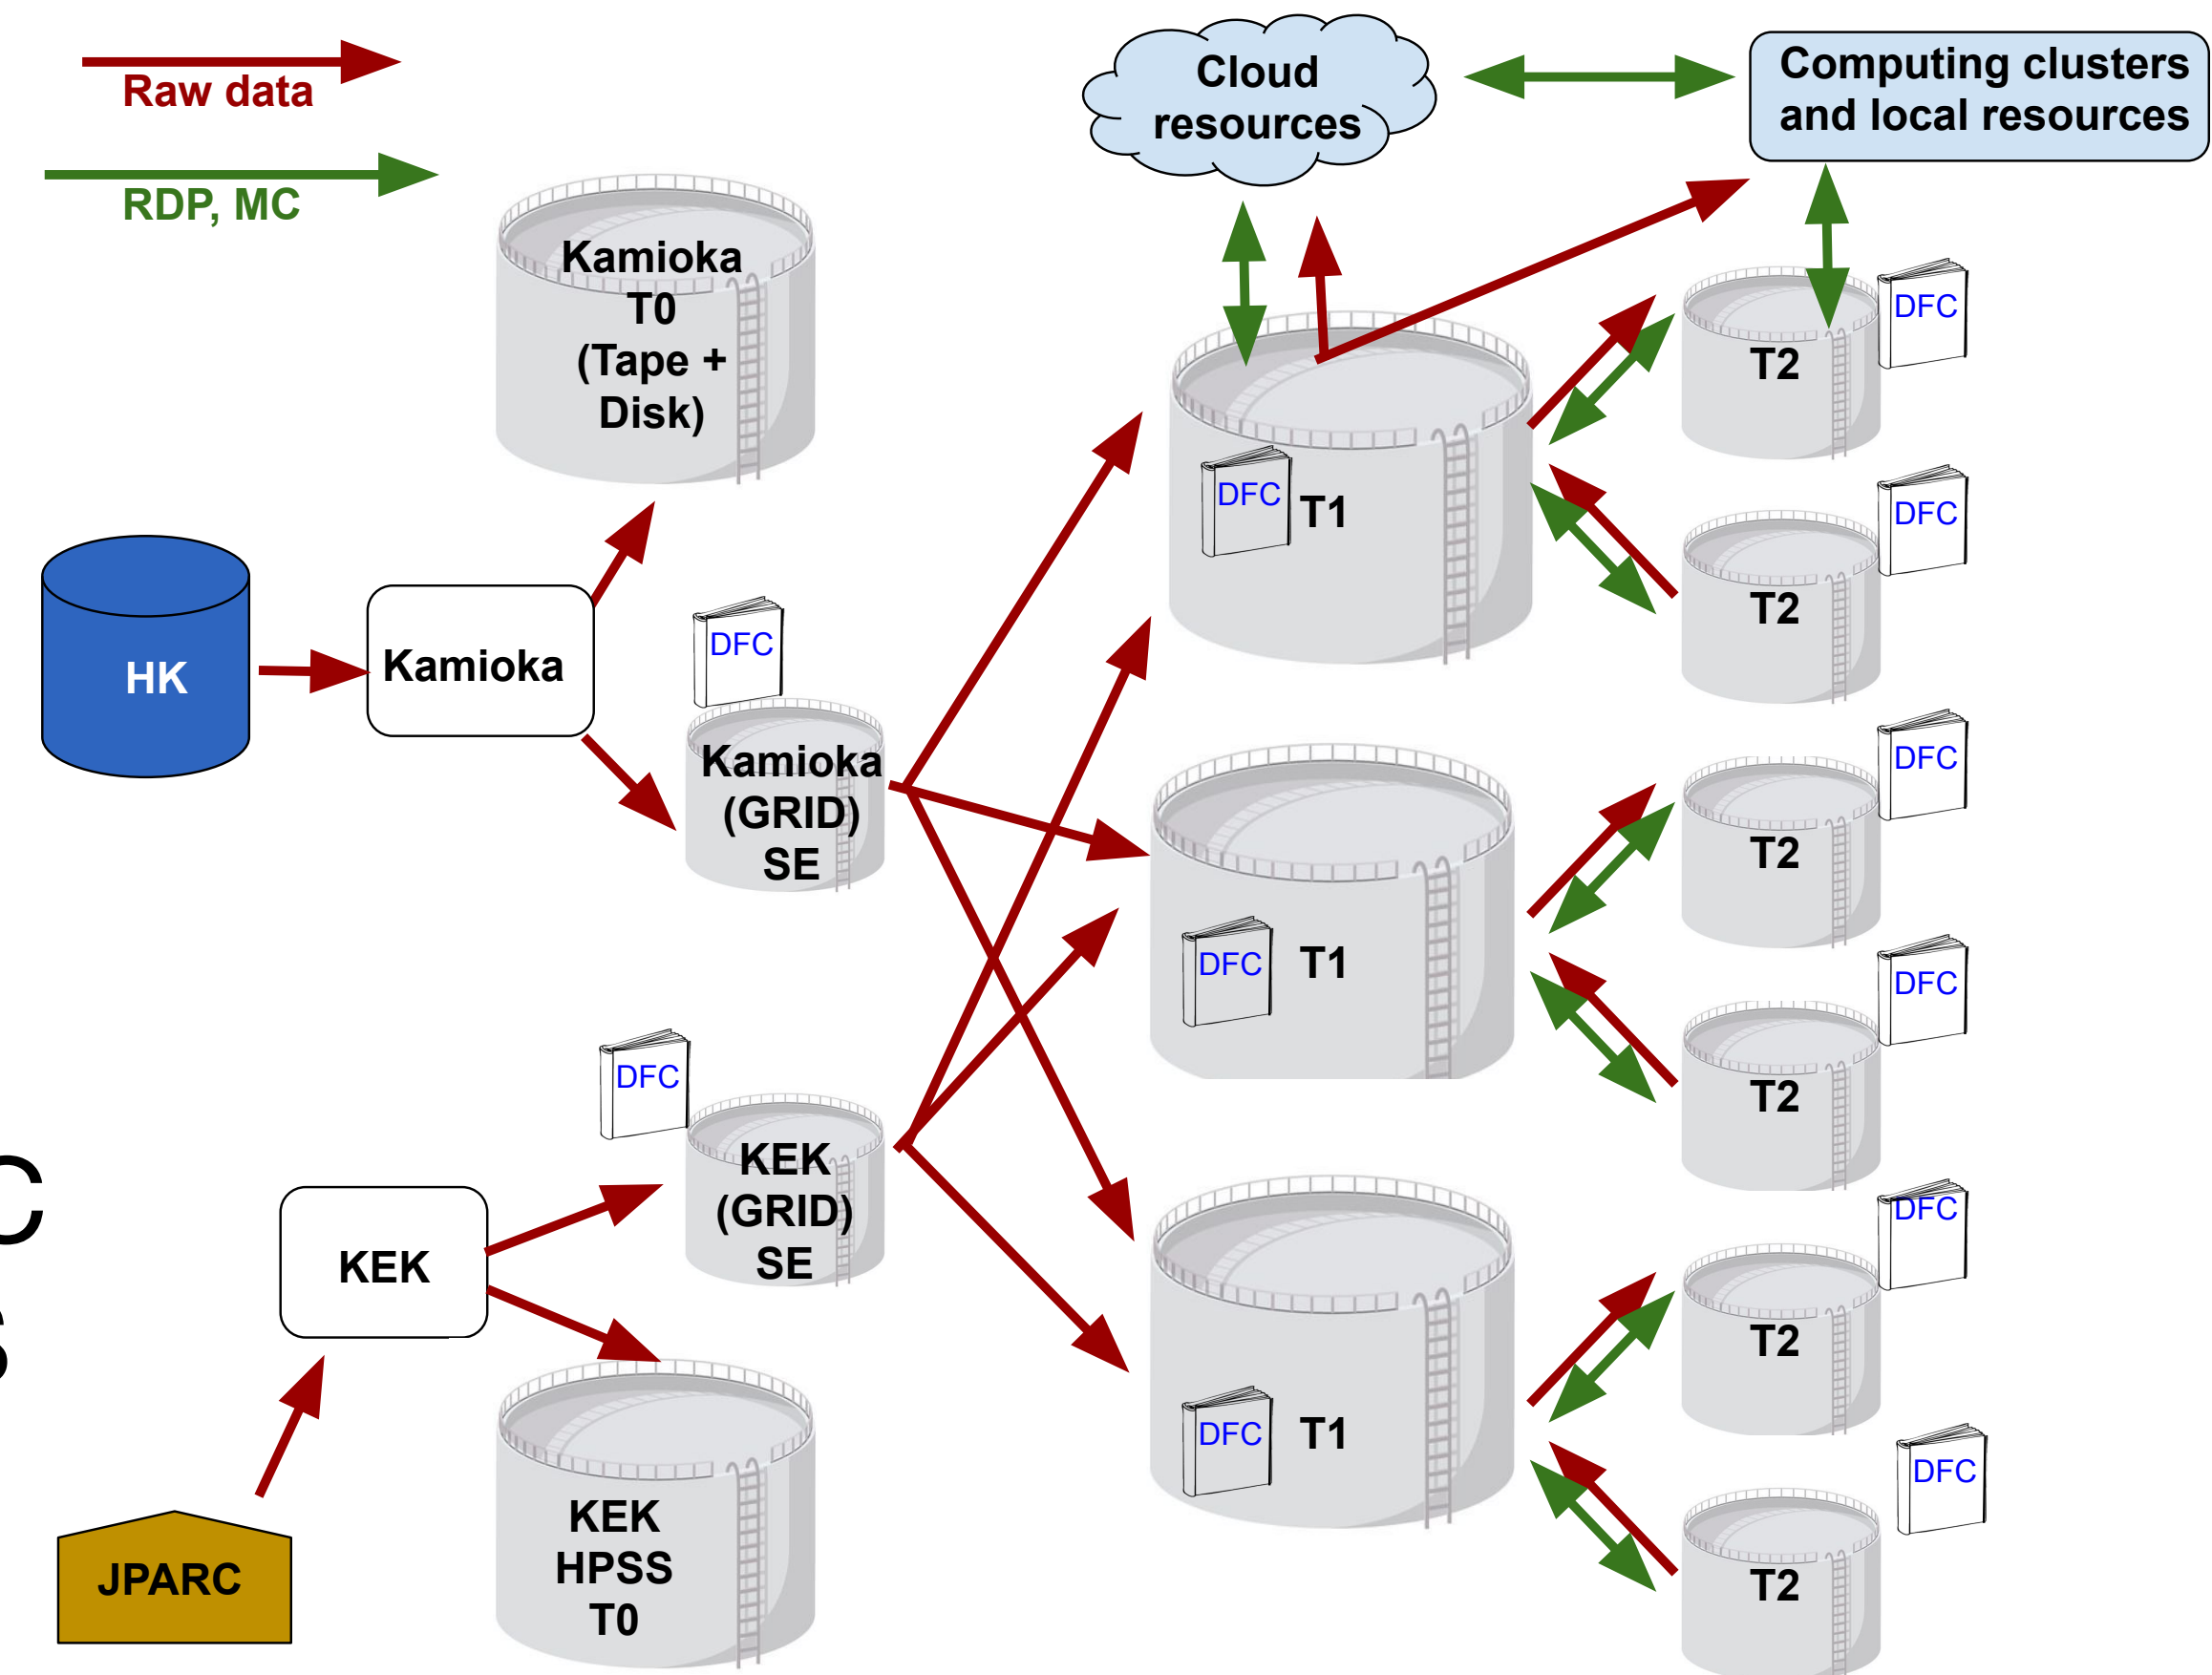 Raw data
RDP, MC
Cloud
resources
Computing clusters
and local resources
Kamioka
T0
(Tape +
Disk)
HK
Kamioka
DFC
Kamioka
(GRID)
SE
DFC
KEK
(GRID)
SE
KEK
JPARC
KEK
HPSS
T0
DFC
T1
DFC
T1
DFC
T1
DFC
T2
DFC
T2
DFC
T2
DFC
T2
DFC
T2
DFC
T2
C
S